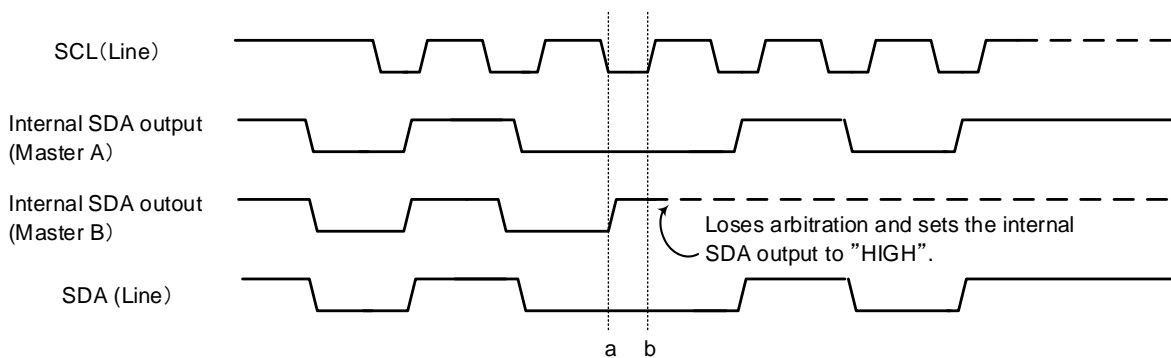 SCL（Line）
Internal SDA output
(Master A)
Internal SDA outout
(Master B)
Loses arbitration and sets the internal
SDA output to ”HIGH”.
SDA (Line）
a b